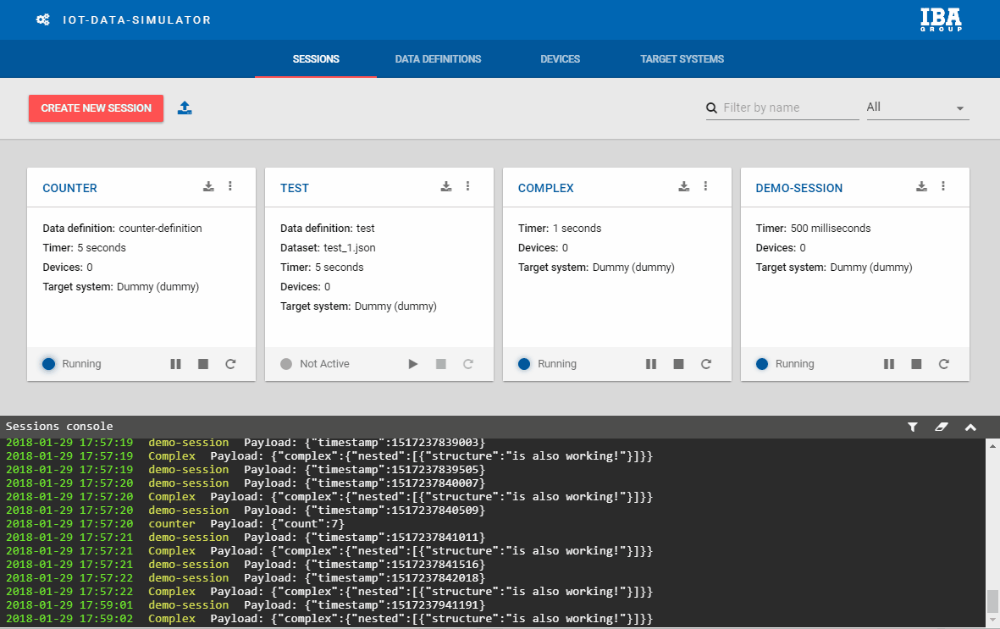 IOT-DATA-SIMULATOR
IBA
GROUP
SESSIONS DATA DEFINITIONS DEVICES TARGET SYSTEMS
CREATE NEW SESSION Filter by name All
COUNTER
Data definition: counter-definition
Timer: 5 seconds
Devices: 0
Target system: Dummy (dummy)
Running
TEST
Data definition: test
Dataset: test_1.json
Timer: 5 seconds
Devices: 0
Target system: Dummy (dummy)
Not Active
COMPLEX
Timer: 1 seconds
Devices: 0
Target system: Dummy (dummy)
Running
DEMO-SESSION
Timer: 500 milliseconds
Devices: 0
Target system: Dummy (dummy)
Running
Sessions console
2018-01-29 17:57:19 demo-session Payload: {"timestamp":1517237839003}
2018-01-29 17:57:19 Complex Payload: {"complex":{"nested":[{"structure":"is also working!"}]}}
2018-01-29 17:57:19 demo-session Payload: {"timestamp":1517237839505}
2018-01-29 17:57:20 demo-session Payload: {"timestamp":1517237840007}
2018-01-29 17:57:20 Complex Payload: {"complex":{"nested":[{"structure":"is also working!"}]}}
2018-01-29 17:57:20 demo-session Payload: {"timestamp":1517237840509}
2018-01-29 17:57:20 counter Payload: {"count":7}
2018-01-29 17:57:21 demo-session Payload: {"timestamp":1517237841011}
2018-01-29 17:57:21 Complex Payload: {"complex":{"nested":[{"structure":"is also working!"}]}}
2018-01-29 17:57:21 demo-session Payload: {"timestamp":1517237841516}
2018-01-29 17:57:22 demo-session Payload: {"timestamp":1517237842018}
2018-01-29 17:57:22 Complex Payload: {"complex":{"nested":[{"structure":"is also working!"}]}}
2018-01-29 17:59:01 demo-session Payload: {"timestamp":1517237941191}
2018-01-29 17:59:02 Complex Payload: {"complex":{"nested":[{"structure":"is also working!"}]}}